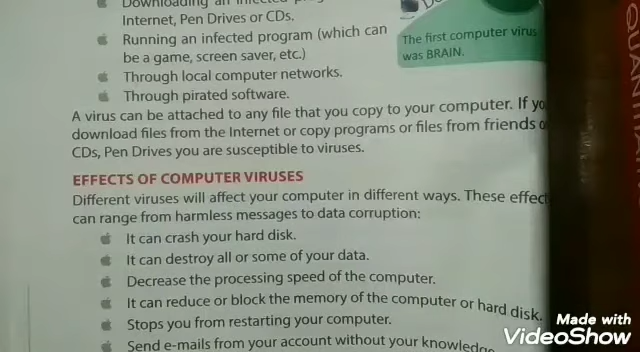 Downloading an infected
Internet, Pen Drives or CDs.
Running an infected program (which can
be a game, screen saver, etc.)
Through local computer networks.
Through pirated software.
The first computer virus
was BRAIN.
A virus can be attached to any file that you copy to your computer. If yo
download files from the Internet or copy programs or files from friends o
CDs, Pen Drives you are susceptible to viruses.
EFFECTS OF COMPUTER VIRUSES
Different viruses will affect your computer in different ways. These effec
can range from harmless messages to data corruption:
It can crash your hard disk.
It can destroy all or some of your data.
Decrease the processing speed of the computer.
It can reduce or block the memory of the computer or hard disk.
Stops you from restarting your computer.
Send e-mails from your account without your knowledge
Made with
VideoShow